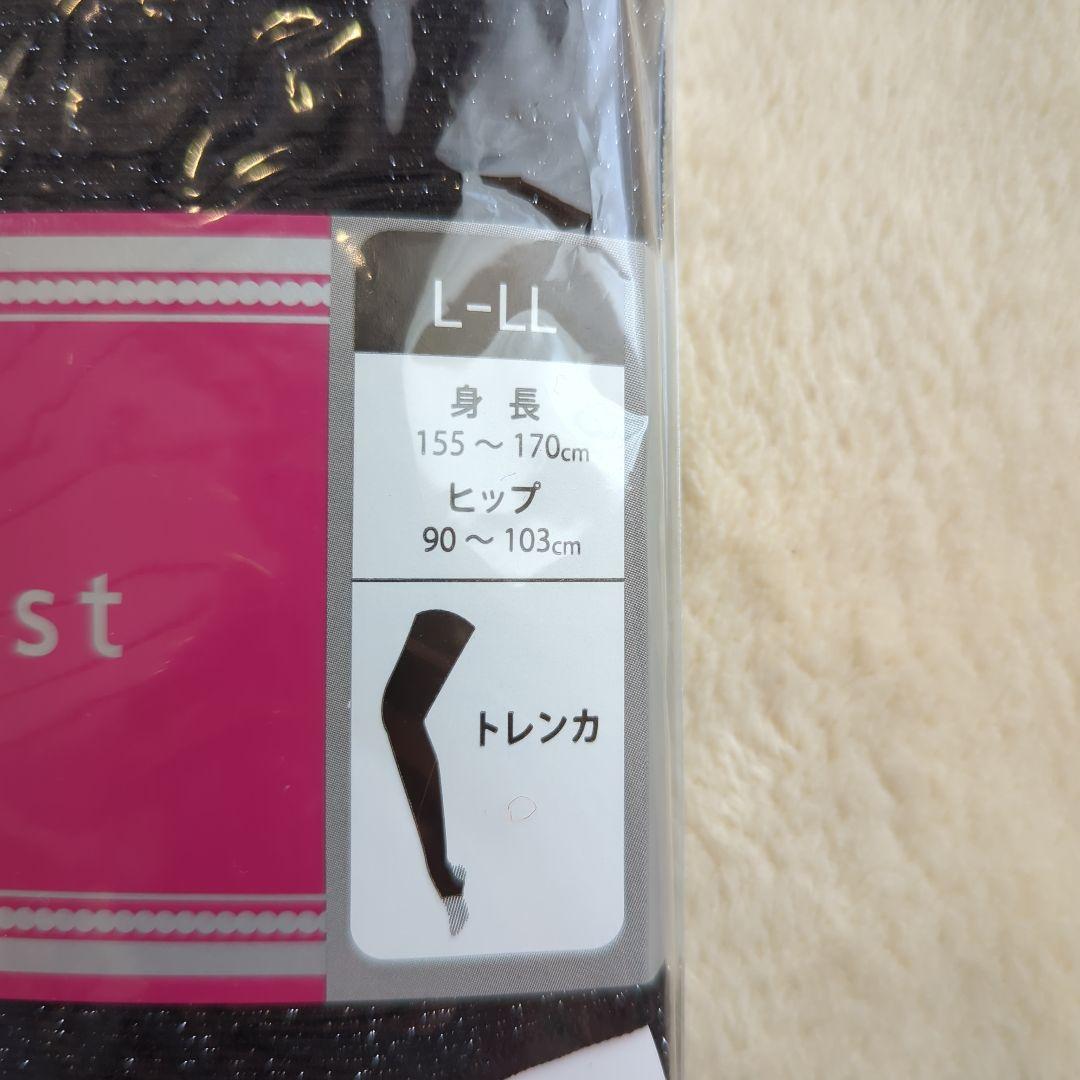 L-LL
身長
155～170cm
ヒップ
90～103cm
st
トレンカ